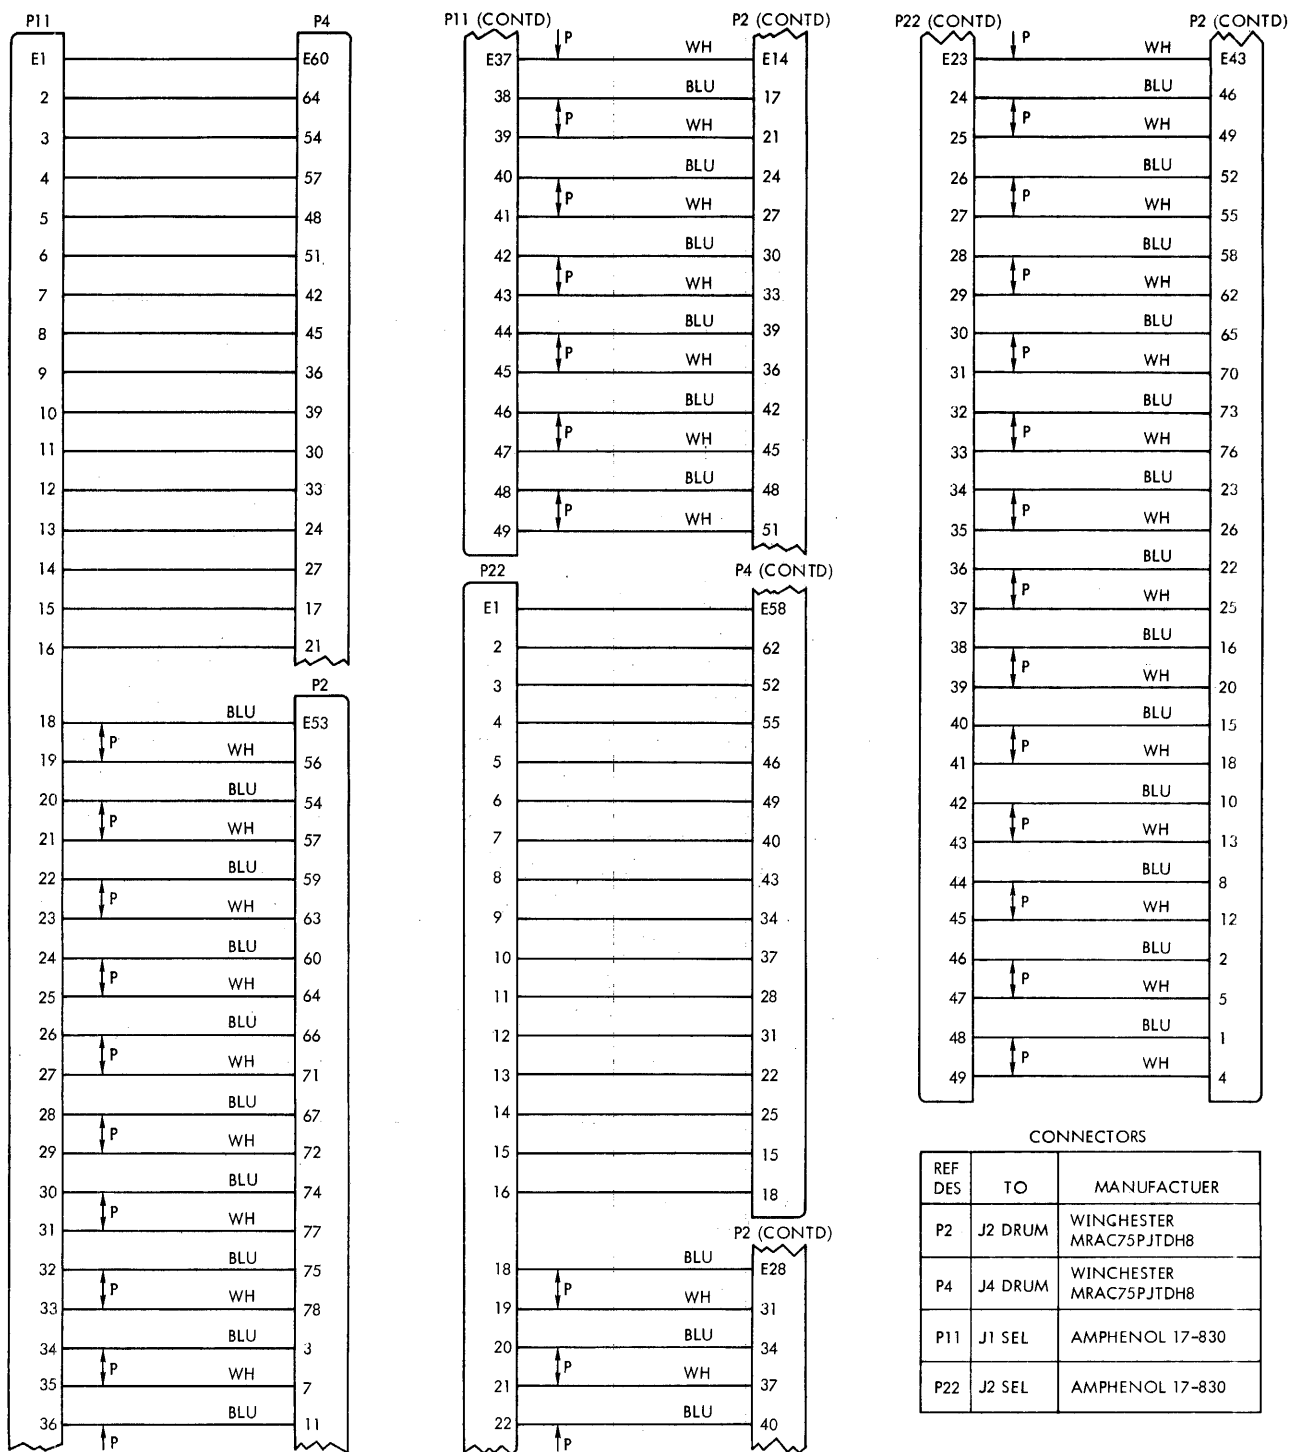 P11 P4
E1 E60
2 64
3 54
4 57
5 48
6 51
7 42
8 45
9 36
10 39
11 30
12 33
13 24
14 27
15 17
16 21
P2
18 BLU E53
P
19 WH 56
20 BLU 54
P
21 WH 57
22 BLU 59
P
23 WH 63
24 BLU 60
P
25 WH 64
26 BLU 66
P
27 WH 71
28 BLU 67
P
29 WH 72
30 BLU 74
P
31 WH 77
32 BLU 75
P
33 WH 78
34 BLU 3
P
35 WH 7
36 BLU 11
P
P11 (CONTD) P2 (CONTD)
P
E37 WH E14
38 BLU 17
P
39 WH 21
40 BLU 24
P
41 WH 27
42 BLU 30
P
43 WH 33
44 BLU 39
P
45 WH 36
46 BLU 42
P
47 WH 45
48 BLU 48
P
49 WH 51
P22 P4 (CONTD)
E1 E58
2 62
3 52
4 55
5 46
6 49
7 40
8 43
9 34
10 37
11 28
12 31
13 22
14 25
15 15
16 18
P2 (CONTD)
18 BLU E28
P
19 WH 31
20 BLU 34
P
21 WH 37
22 BLU 40
P
P22 (CONTD) P2 (CONTD)
P
E23 WH E43
24 BLU 46
P
25 WH 49
26 BLU 52
P
27 WH 55
28 BLU 58
P
29 WH 62
30 BLU 65
P
31 WH 70
32 BLU 73
P
33 WH 76
34 BLU 23
P
35 WH 26
36 BLU 22
P
37 WH 25
38 BLU 16
P
39 WH 20
40 BLU 15
P
41 WH 18
42 BLU 10
P
43 WH 13
44 BLU 8
P
45 WH 12
46 BLU 2
P
47 WH 5
48 BLU 1
P
49 WH 4
CONNECTORS
REF DES TO MANUFACTUER
P2 J2 DRUM WINCHESTER
MRAC75PJTDH8
P4 J4 DRUM WINCHESTER
MRAC75PJTDH8
P11 J1 SEL AMPHENOL 17-830
P22 J2 SEL AMPHENOL 17-830